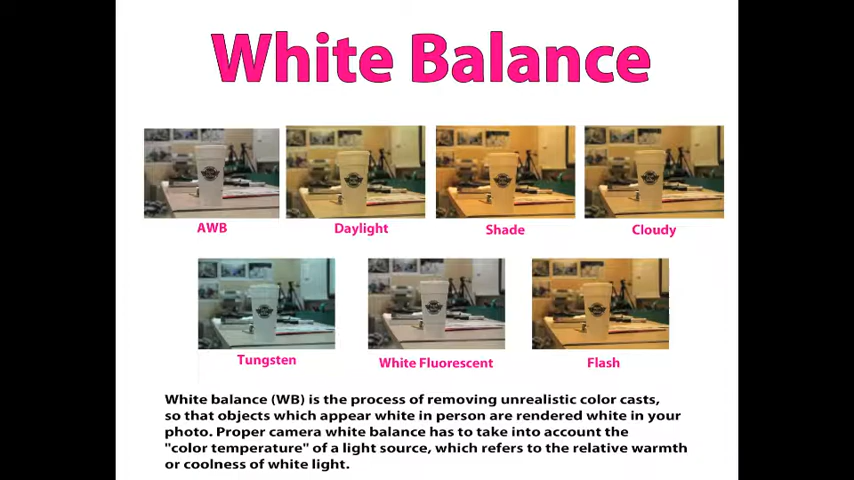 White Balance
AWB
Daylight
Shade
Cloudy
Tungsten
White Fluorescent
Flash
White balance (WB) is the process of removing unrealistic color casts,
so that objects which appear white in person are rendered white in your
photo. Proper camera white balance has to take into account the
"color temperature" of a light source, which refers to the relative warmth
or coolness of white light.